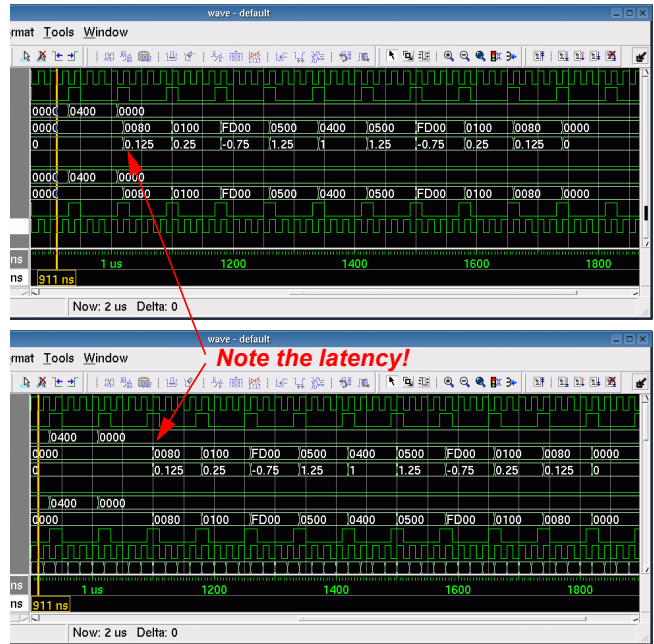 wave - default
ormat Tools Window
0000 0400 0000
0000 0080 0100 FD00 0500 0400 0500 FD00 0100 0080 0000
0 0.125 0.25 -0.75 1.25 1 1.25 -0.75 0.25 0.125 0
0000 0400 0000
0000 0080 0100 FD00 0500 0400 0500 FD00 0100 0080 0000
ns 1 us 1200 1400 1600 1800
ns 911 ns
Now: 2 us Delta: 0
wave - default
ormat Tools Window
Note the latency!
0400 0000
0000 0080 0100 FD00 0500 0400 0500 FD00 0100 0080 0000
0 0.125 0.25 -0.75 1.25 1 1.25 -0.75 0.25 0.125 0
0400 0000
0000 0080 0100 FD00 0500 0400 0500 FD00 0100 0080 0000
ns 1 us 1200 1400 1600 1800
ns 911 ns
Now: 2 us Delta: 0